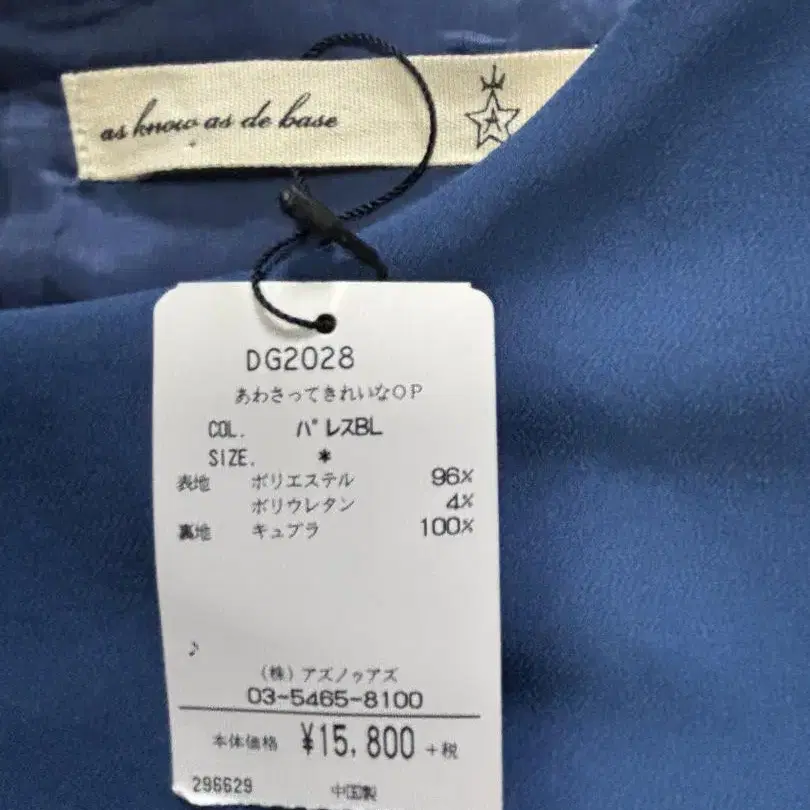 as know as de base
A
DG2028
あわさってきれいなOP
COL. パレスBL
SIZE. *
表地 ポリエステル 96%
ポリウレタン 4%
裏地 キュプラ 100%
♪
(株)アズノゥアズ
03-5465-8100
本体価格 ¥15,800 +税
296629 中国製